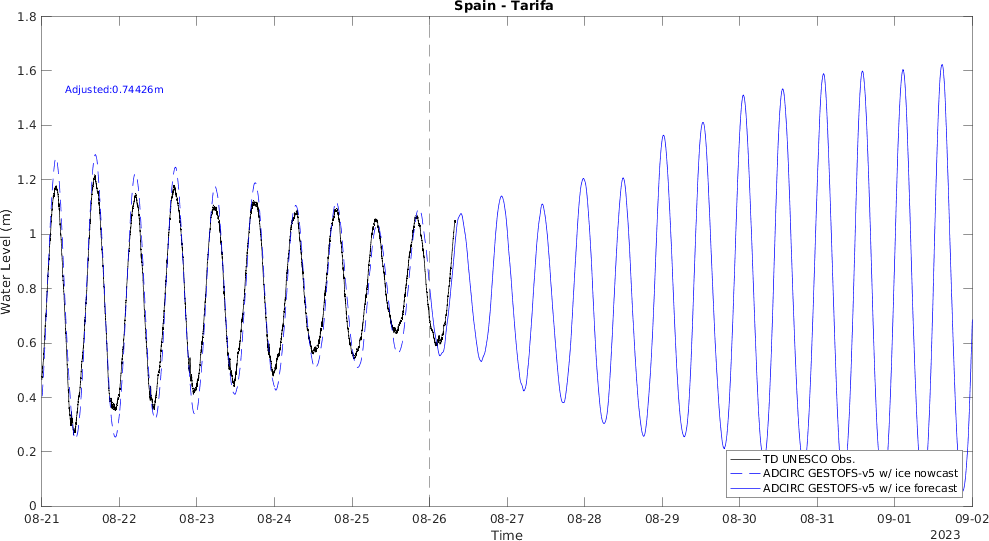 Spain - Tarifa
1.8
1.6
1.4
1.2
1
0.8
0.6
0.4
0.2
0
Water Level (m)
Adjusted:0.74426m
TD UNESCO Obs.
ADCIRC GESTOFS-v5 w/ ice nowcast
ADCIRC GESTOFS-v5 w/ ice forecast
08-21 08-22 08-23 08-24 08-25 08-26 08-27 08-28 08-29 08-30 08-31 09-01 09-02
Time
2023